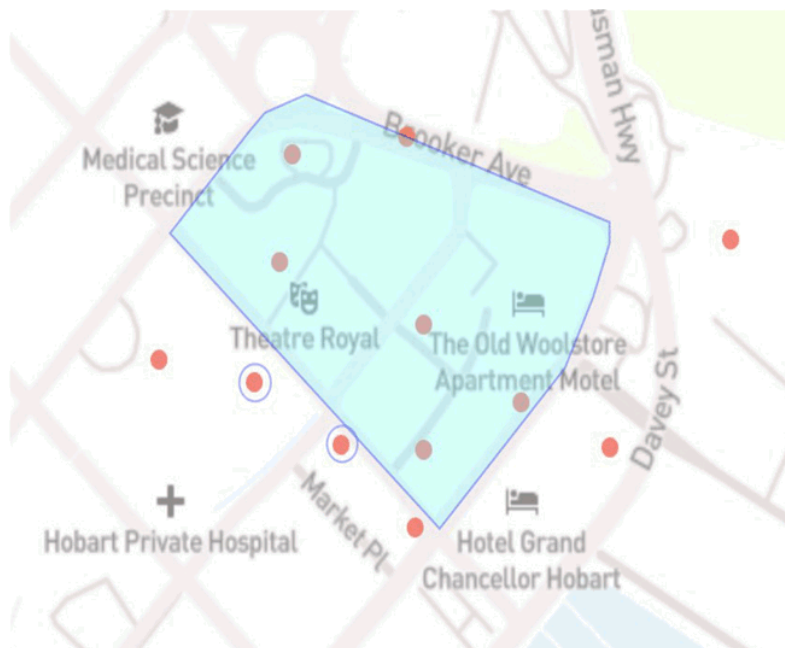 asman Hwy
Brooker Ave
Medical Science
Precinct
Theatre Royal
The Old Woolstore
Apartment Motel
Davey St
Market Pl
Hobart Private Hospital
Hotel Grand
Chancellor Hobart